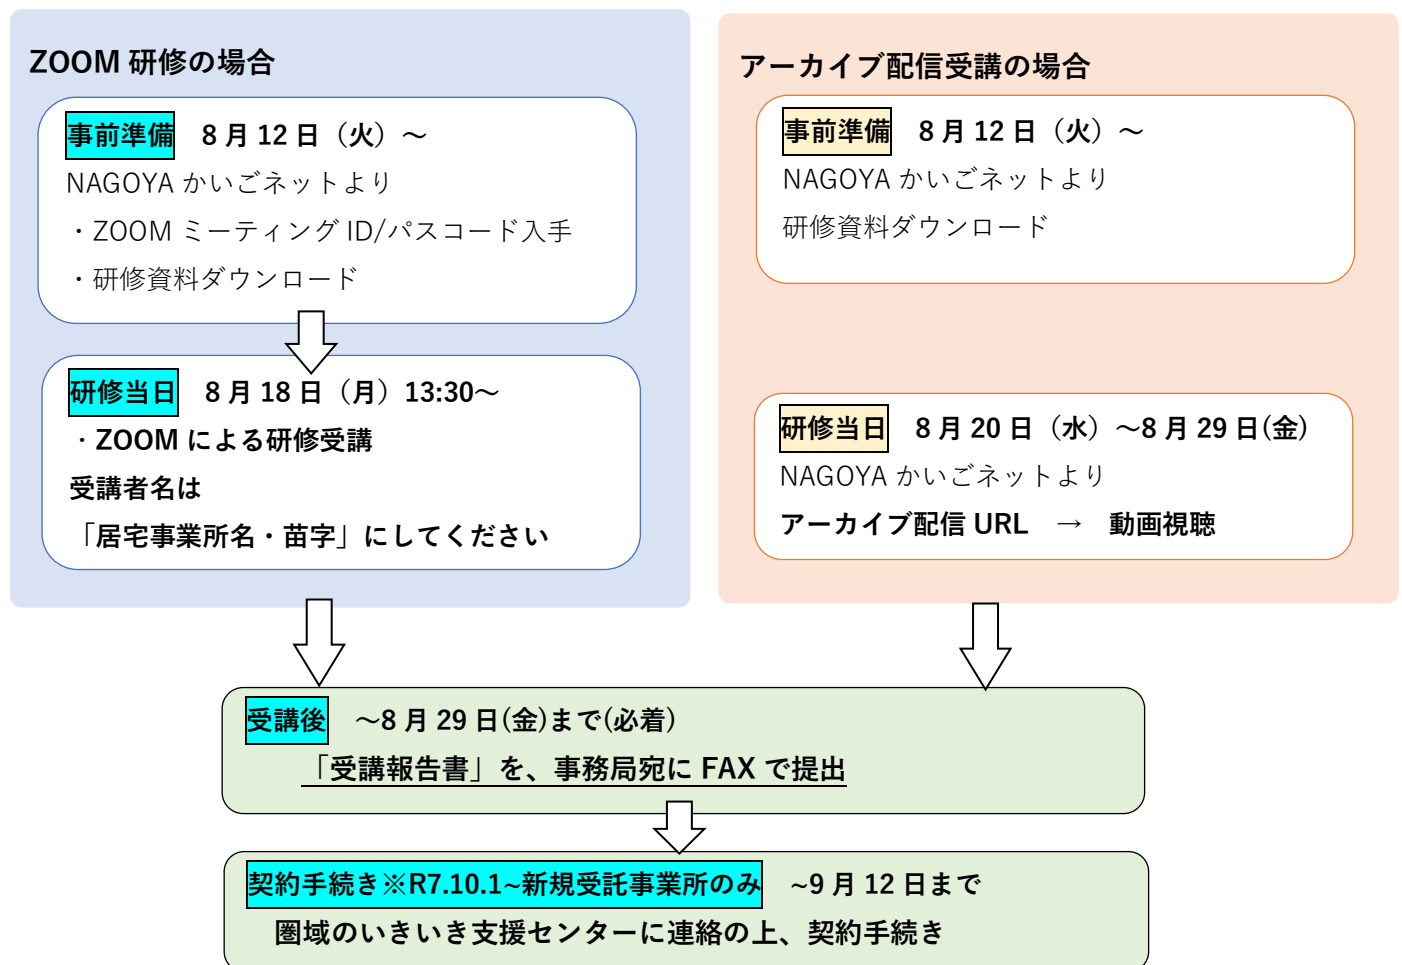 ZOOM 研修の場合
事前準備　8 月 12 日（火）～
NAGOYA かいごネットより
・ZOOM ミーティング ID/パスコード入手
・研修資料ダウンロード
研修当日　8 月 18 日（月）13:30～
・ZOOM による研修受講
受講者名は
「居宅事業所名・苗字」にしてください
アーカイブ配信受講の場合
事前準備　8 月 12 日（火）～
NAGOYA かいごネットより
研修資料ダウンロード
研修当日　8 月 20 日（水）～8 月 29 日(金)
NAGOYA かいごネットより
アーカイブ配信 URL　→　動画視聴
受講後　～8 月 29 日(金)まで(必着)
「受講報告書」を、事務局宛に FAX で提出
契約手続き※R7.10.1~新規受託事業所のみ　~9 月 12 日まで
圏域のいきいき支援センターに連絡の上、契約手続き